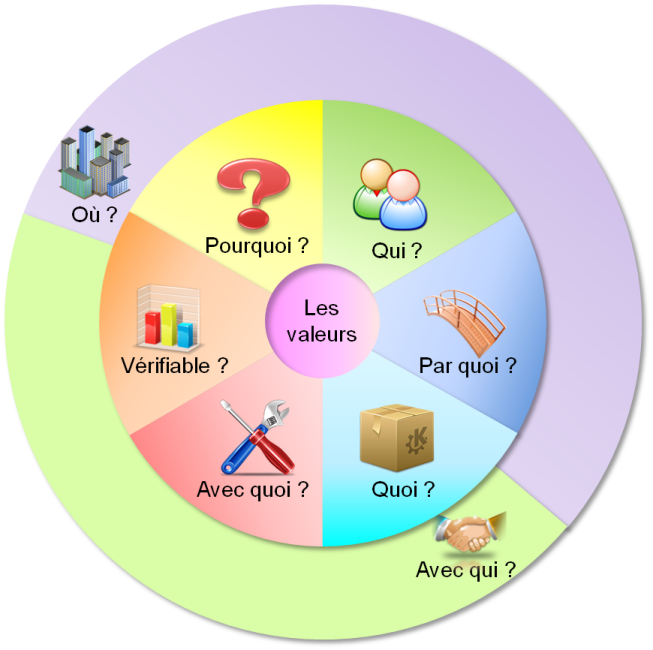 Où ?
Pourquoi ?
Qui ?
Les
valeurs
Vérifiable ?
Par quoi ?
Avec quoi ?
Quoi ?
K
Avec qui ?